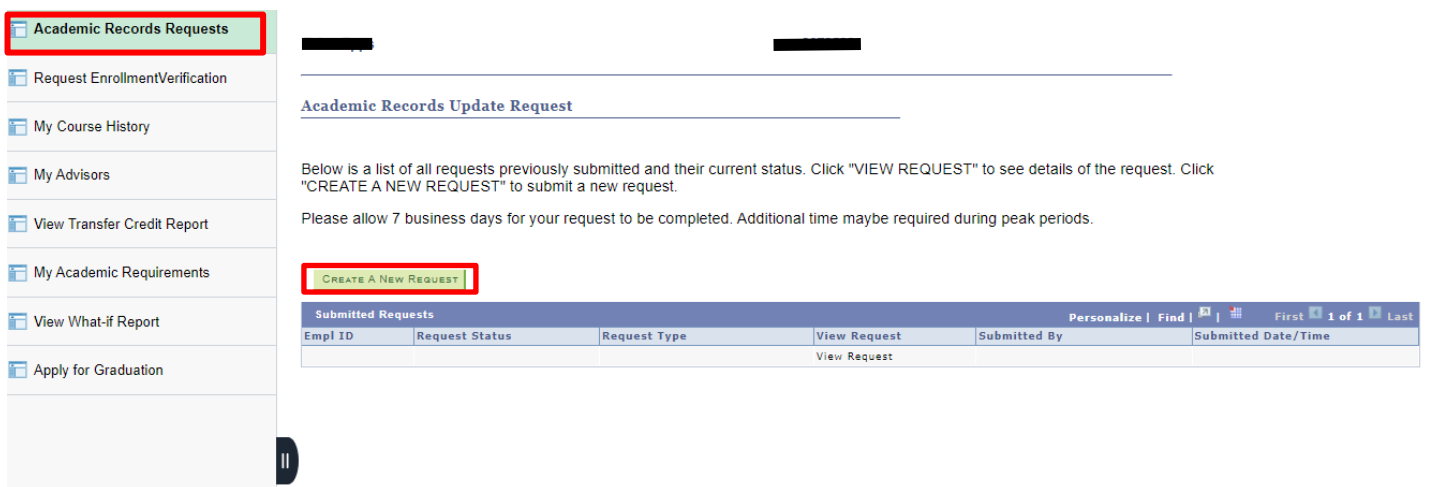 Academic Records Requests
Request EnrollmentVerification
My Course History
My Advisors
View Transfer Credit Report
My Academic Requirements
View What-if Report
Apply for Graduation
Academic Records Update Request
Below is a list of all requests previously submitted and their current status. Click "VIEW REQUEST" to see details of the request. Click
"CREATE A NEW REQUEST" to submit a new request.
Please allow 7 business days for your request to be completed. Additional time maybe required during peak periods.
CREATE A NEW REQUEST
Submitted Requests Personalize | Find | | First 1 of 1 Last
Empl ID Request Status Request Type View Request Submitted By Submitted Date/Time
View Request